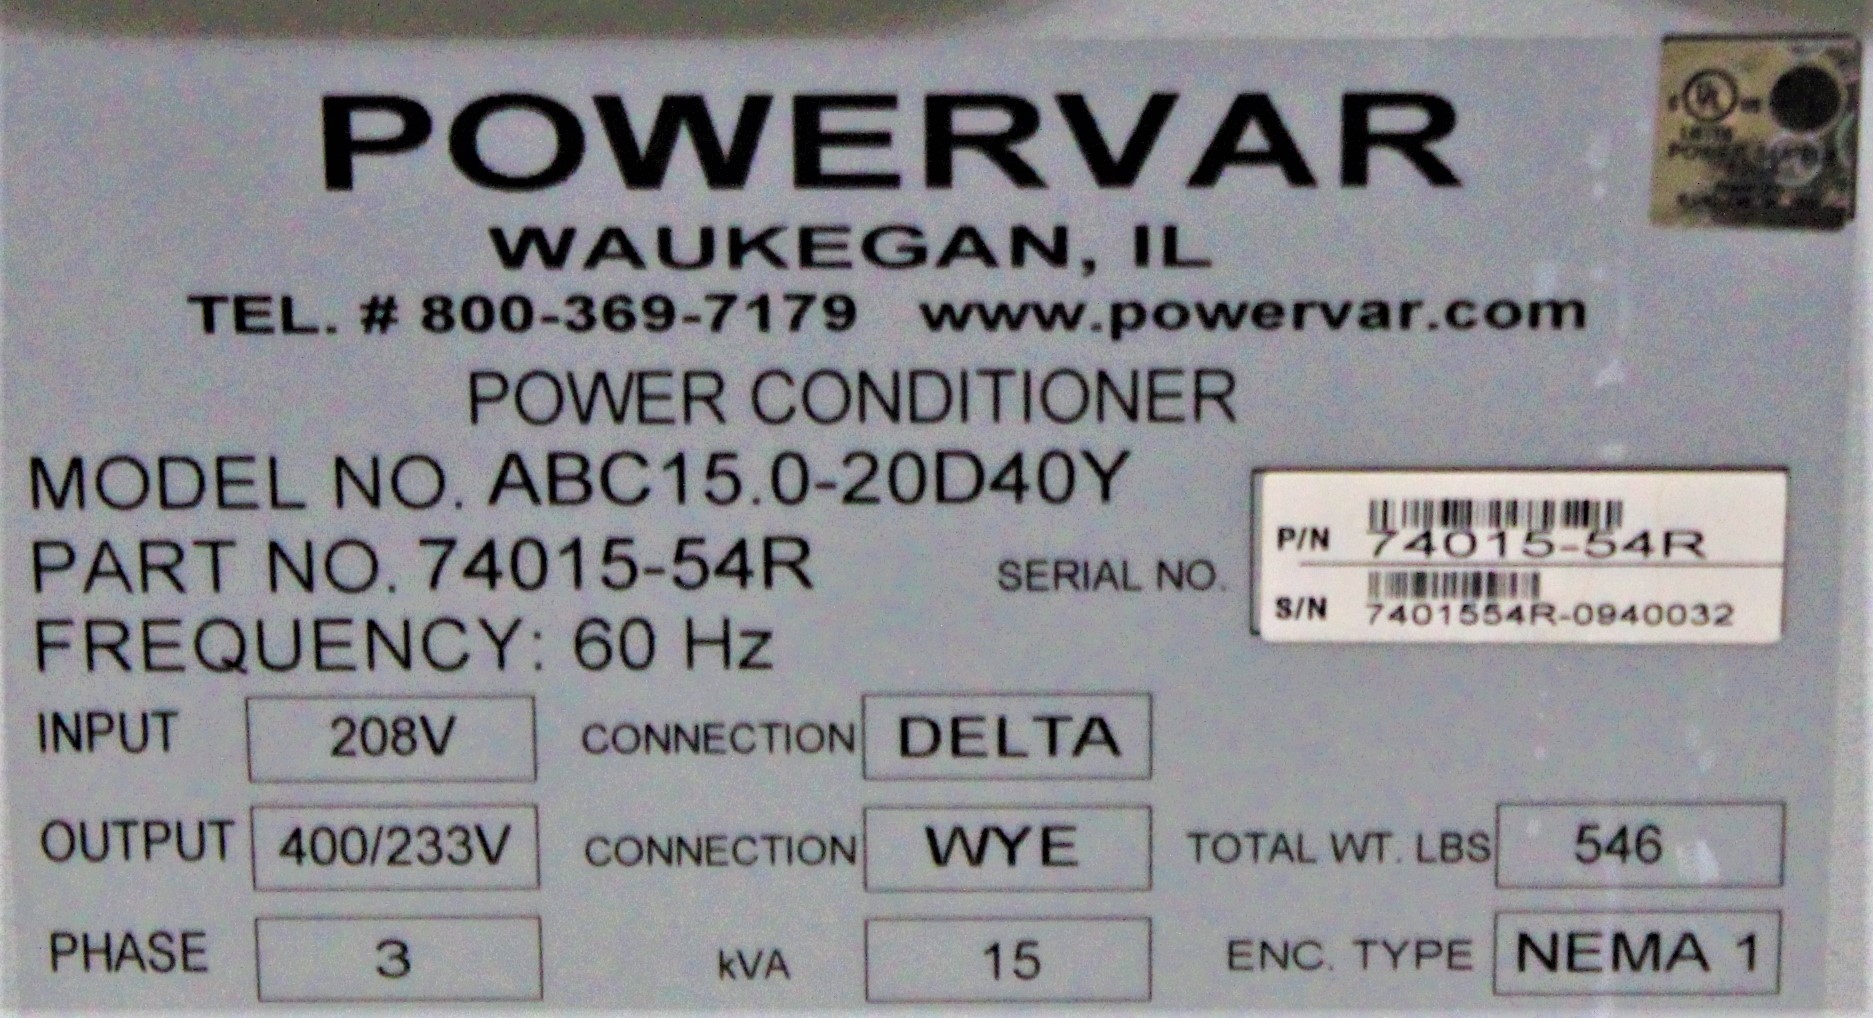 POWERVAR
WAUKEGAN, IL
TEL. # 800-369-7179 www.powervar.com
POWER CONDITIONER
MODEL NO. ABC15.0-20D40Y
PART NO. 74015-54R
FREQUENCY: 60 Hz
SERIAL NO.
P/N 74015-54R
S/N 7401554R-0940032
INPUT 208V CONNECTION DELTA
OUTPUT 400/233V CONNECTION WYE TOTAL WT. LBS 546
PHASE 3 kVA 15 ENC. TYPE NEMA 1
UL